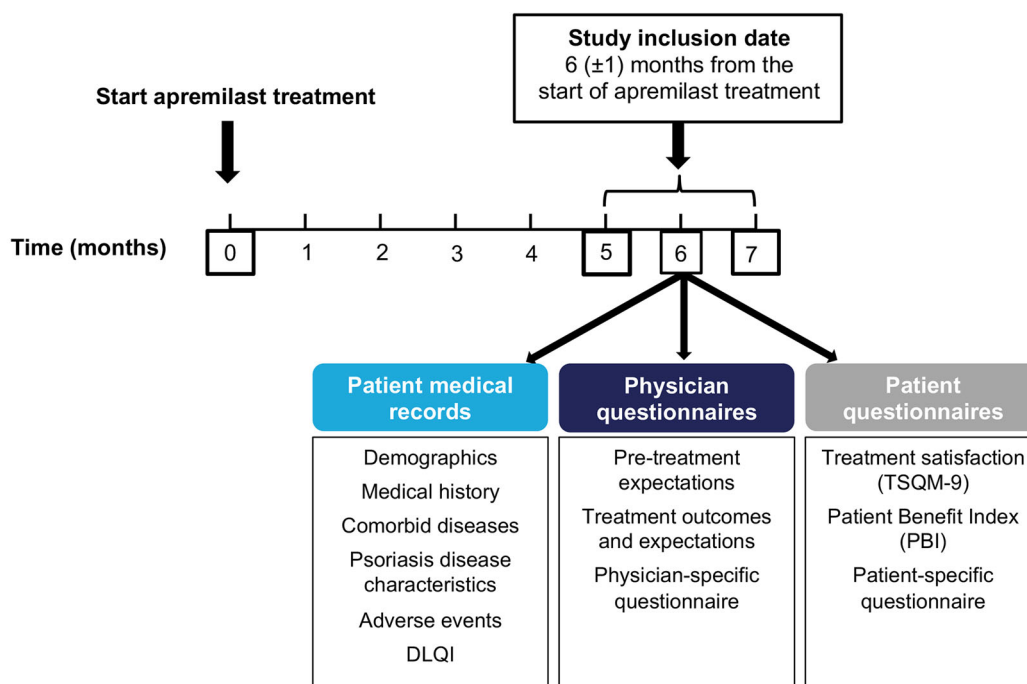 Study inclusion date
6 (±1) months from the
start of apremilast treatment
Start apremilast treatment
Time (months)
0
1
2
3
4
5
6
7
Patient medical
records
Demographics
Medical history
Comorbid diseases
Psoriasis disease
characteristics
Adverse events
DLQI
Physician
questionnaires
Pre-treatment
expectations
Treatment outcomes
and expectations
Physician-specific
questionnaire
Patient
questionnaires
Treatment satisfaction
(TSQM-9)
Patient Benefit Index
(PBI)
Patient-specific
questionnaire